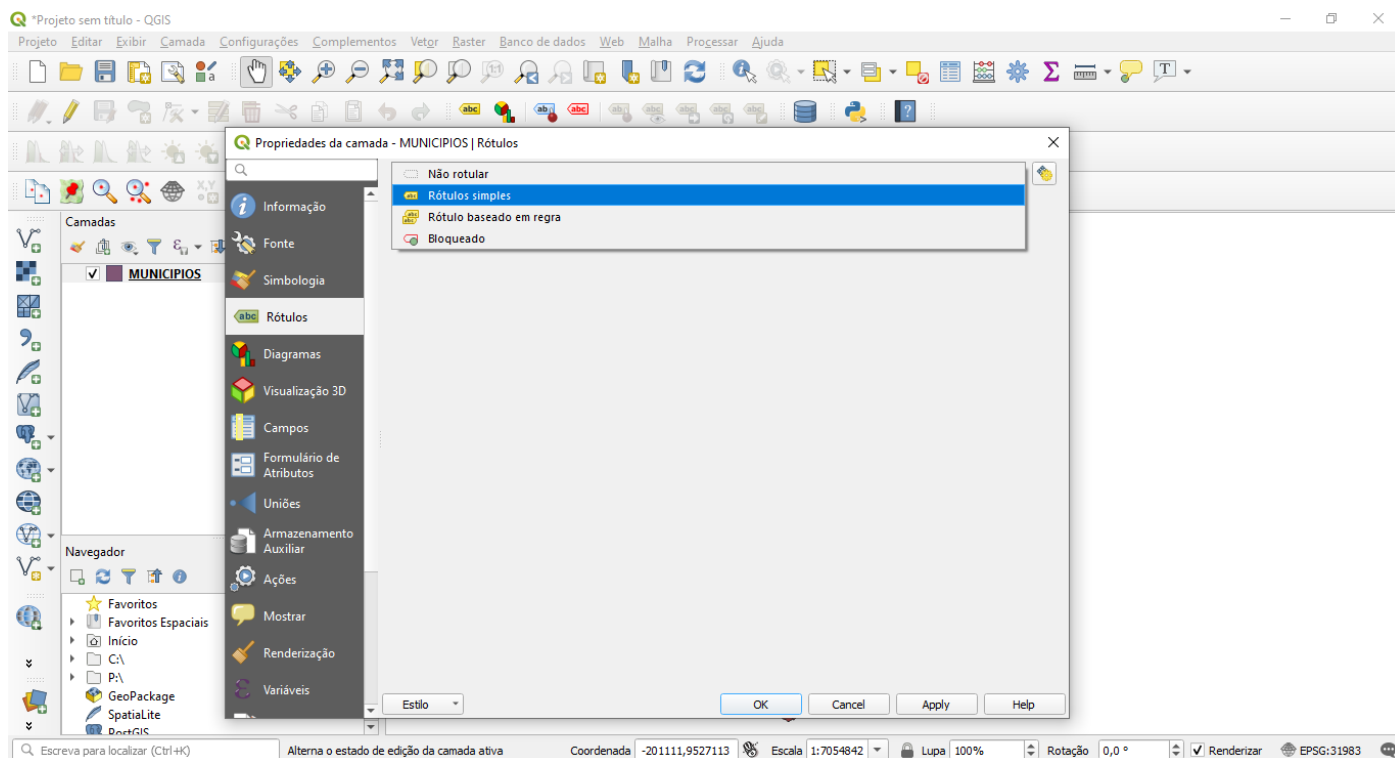 *Projeto sem título - QGIS
Projeto Editar Exibir Camada Configurações Complementos Vetor Raster Banco de dados Web Malha Processar Ajuda
Propriedades da camada - MUNICIPIOS | Rótulos
Não rotular
Rótulos simples
Rótulo baseado em regra
Bloqueado
Informação
Fonte
Simbologia
abc Rótulos
Diagramas
Visualização 3D
Campos
Formulário de
Atributos
Uniões
Armazenamento
Auxiliar
Ações
Mostrar
Renderização
Variáveis
Estilo
OK Cancel Apply Help
Camadas
MUNICIPIOS
Navegador
Favoritos
Favoritos Espaciais
Início
C:\
P:\
GeoPackage
SpatiaLite
PostGIS
Escreva para localizar (Ctrl+K) Alterna o estado de edição da camada ativa Coordenada -201111,9527113 Escala 1:7054842 Lupa 100% Rotação 0,0 ° Renderizar EPSG:31983